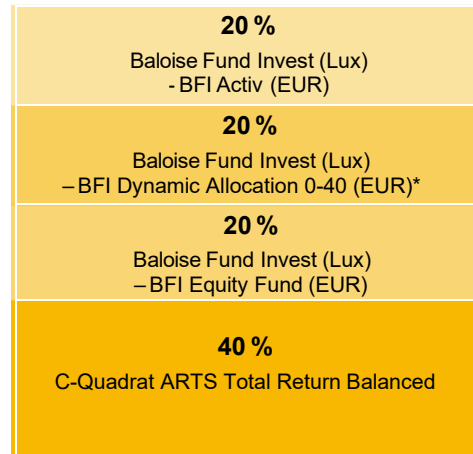 20 %
Baloise Fund Invest (Lux)
- BFI Activ (EUR)
20 %
Baloise Fund Invest (Lux)
– BFI Dynamic Allocation 0-40 (EUR)*
20 %
Baloise Fund Invest (Lux)
– BFI Equity Fund (EUR)
40 %
C-Quadrat ARTS Total Return Balanced